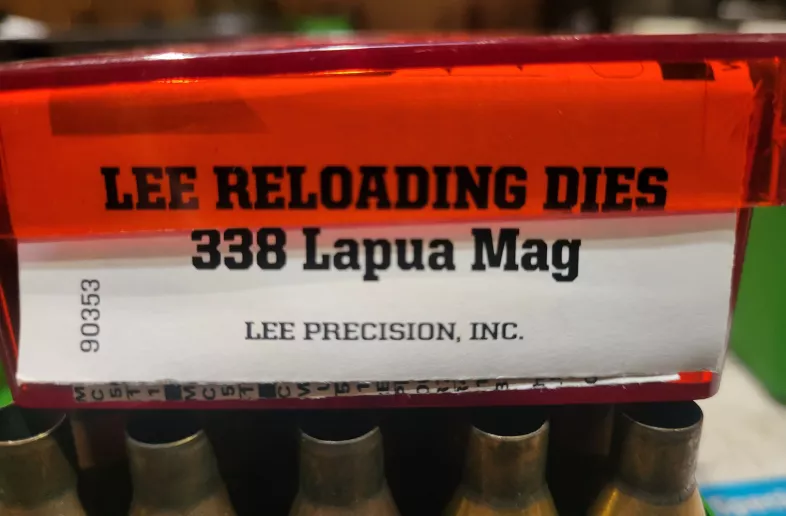 LEE RELOADING DIES
338 Lapua Mag
90353
LEE PRECISION, INC.